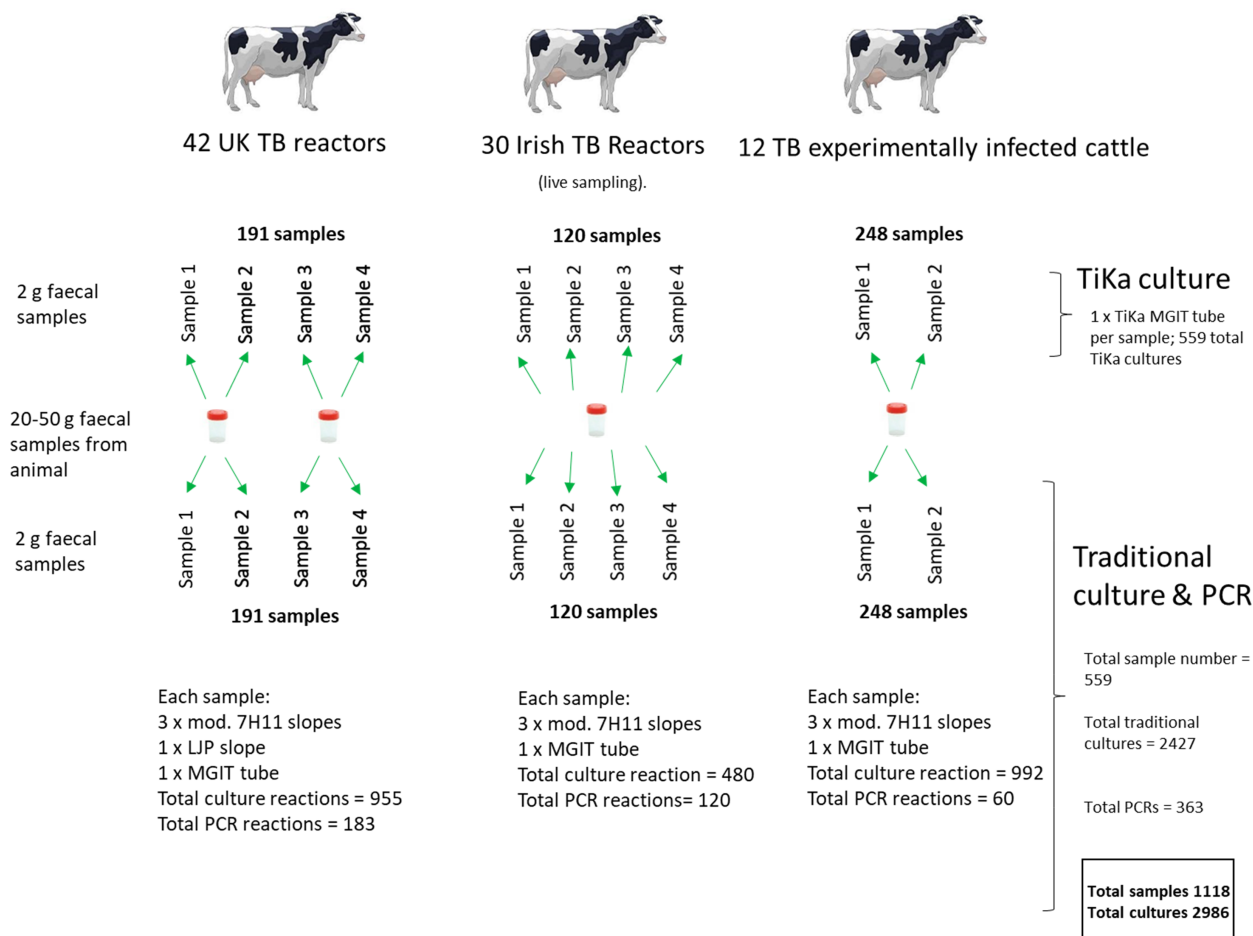 42 UK TB reactors
30 Irish TB Reactors
(live sampling).
12 TB experimentally infected cattle
191 samples
120 samples
248 samples
2 g faecal
samples
Sample 1
Sample 2
Sample 3
Sample 4
Sample 1
Sample 2
Sample 3
Sample 4
Sample 1
Sample 2
TiKa culture
1 x TiKa MGIT tube
per sample; 559 total
TiKa cultures
20-50 g faecal
samples from
animal
2 g faecal
samples
Sample 1
Sample 2
Sample 3
Sample 4
Sample 1
Sample 2
Sample 3
Sample 4
Sample 1
Sample 2
191 samples
120 samples
248 samples
Each sample:
3 x mod. 7H11 slopes
1 x LJP slope
1 x MGIT tube
Total culture reactions = 955
Total PCR reactions = 183
Each sample:
3 x mod. 7H11 slopes
1 x MGIT tube
Total culture reaction = 480
Total PCR reactions= 120
Each sample:
3 x mod. 7H11 slopes
1 x MGIT tube
Total culture reaction = 992
Total PCR reactions = 60
Traditional
culture & PCR
Total sample number =
559
Total traditional
cultures = 2427
Total PCRs = 363
Total samples 1118
Total cultures 2986